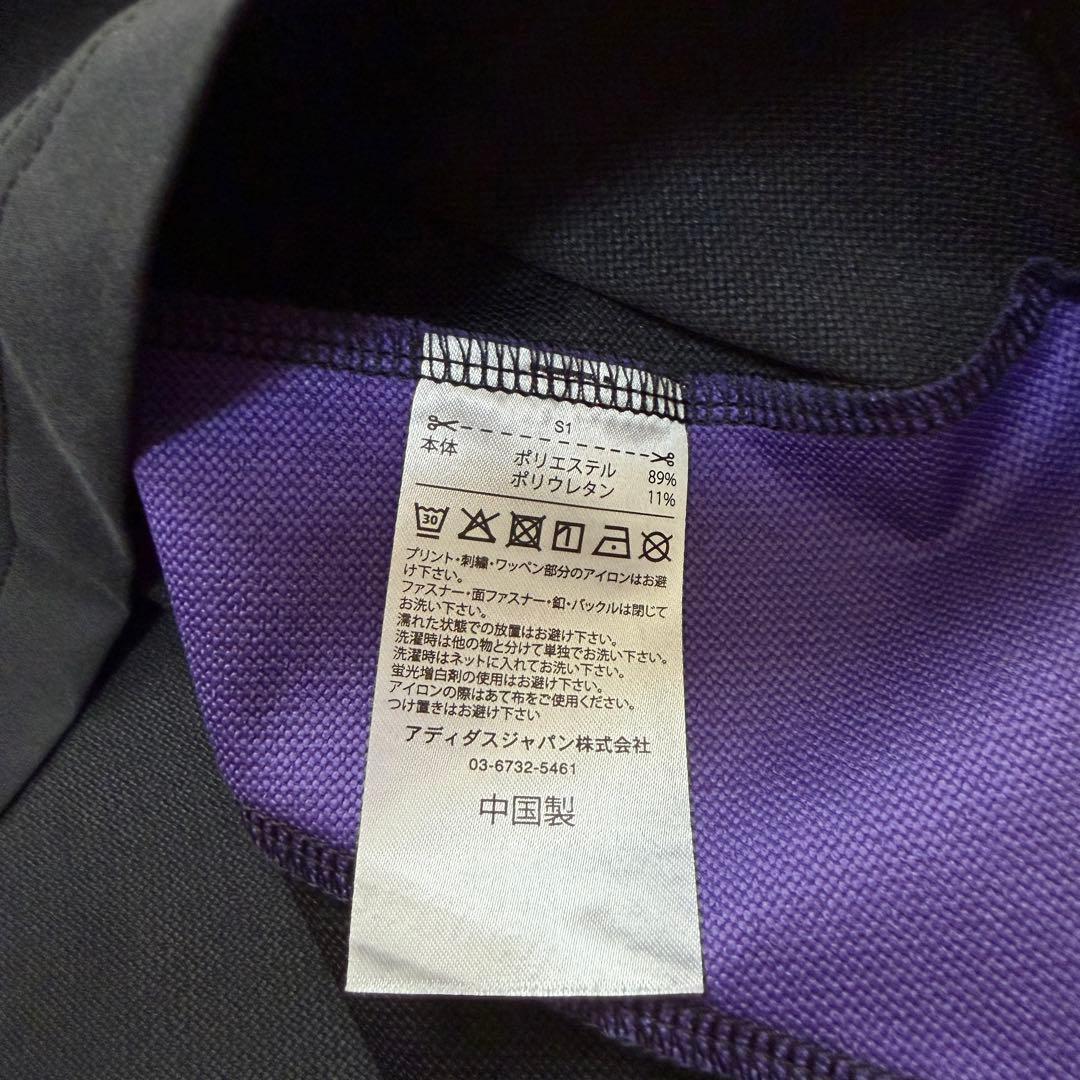 S1
本体 ポリエステル 89%
ポリウレタン 11%
30
プリント・刺繍・ワッペン部分のアイロンはお避
け下さい。
ファスナー・面ファスナー・釦・バックルは閉じて
お洗い下さい。
濡れた状態での放置はお避け下さい。
洗濯時は他の物と分けて単独でお洗い下さい。
洗濯時はネットに入れてお洗い下さい。
蛍光増白剤の使用はお避け下さい。
アイロンの際はあて布をご使用ください。
つけ置きはお避け下さい
アディダスジャパン株式会社
03-6732-5461
中国製